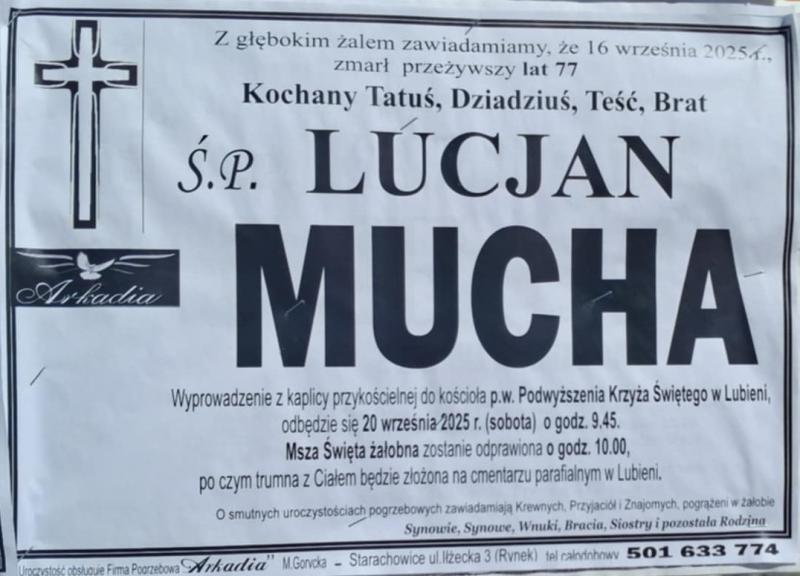 Z głębokim żalem zawiadamiamy, że 16 września 2025 r.,
zmarł przeżywszy lat 77
Kochany Tatuś, Dziadziuś, Teść, Brat
Ś.P. LUCJAN
MUCHA
Arkadia
Wyprowadzenie z kaplicy przykościelnej do kościoła p.w. Podwyższenia Krzyża Świętego w Lubieni,
odbędzie się 20 września 2025 r. (sobota) o godz. 9.45.
Msza Święta żałobna zostanie odprawiona o godz. 10.00,
po czym trumna z Ciałem będzie złożona na cmentarzu parafialnym w Lubieni.
O smutnych uroczystościach pogrzebowych zawiadamiają Krewnych, Przyjaciół i Znajomych, pogrążeni w żałobie
Synowie, Synowe, Wnuki, Bracia, Siostry i pozostała Rodzina
Uroczystość obsługuje Firma Pogrzebowa "Arkadia" M.Gorycka – Starachowice ul.Iłżecka 3 (Rynek) tel całodobowy 501 633 774